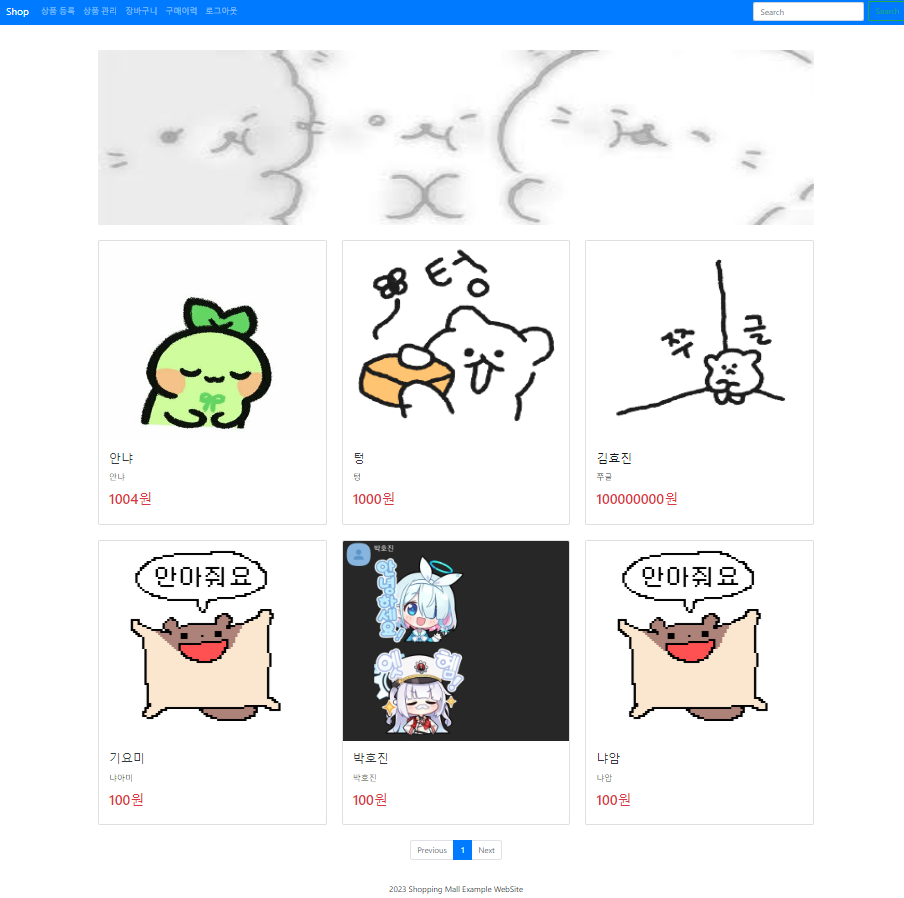 Shop 상품 등록 상품 관리 장바구니 구매이력 로그아웃 Search Search
텅
쭈글
안냐
안냐
1004원
텅
텅
1000원
김효진
쭈글
100000000원
안아줘요
박호진
안녕하세요!
엣헴!
안아줘요
기요미
냐아미
100원
박호진
박호진
100원
냐암
냐암
100원
Previous 1 Next
2023 Shopping Mall Example WebSite